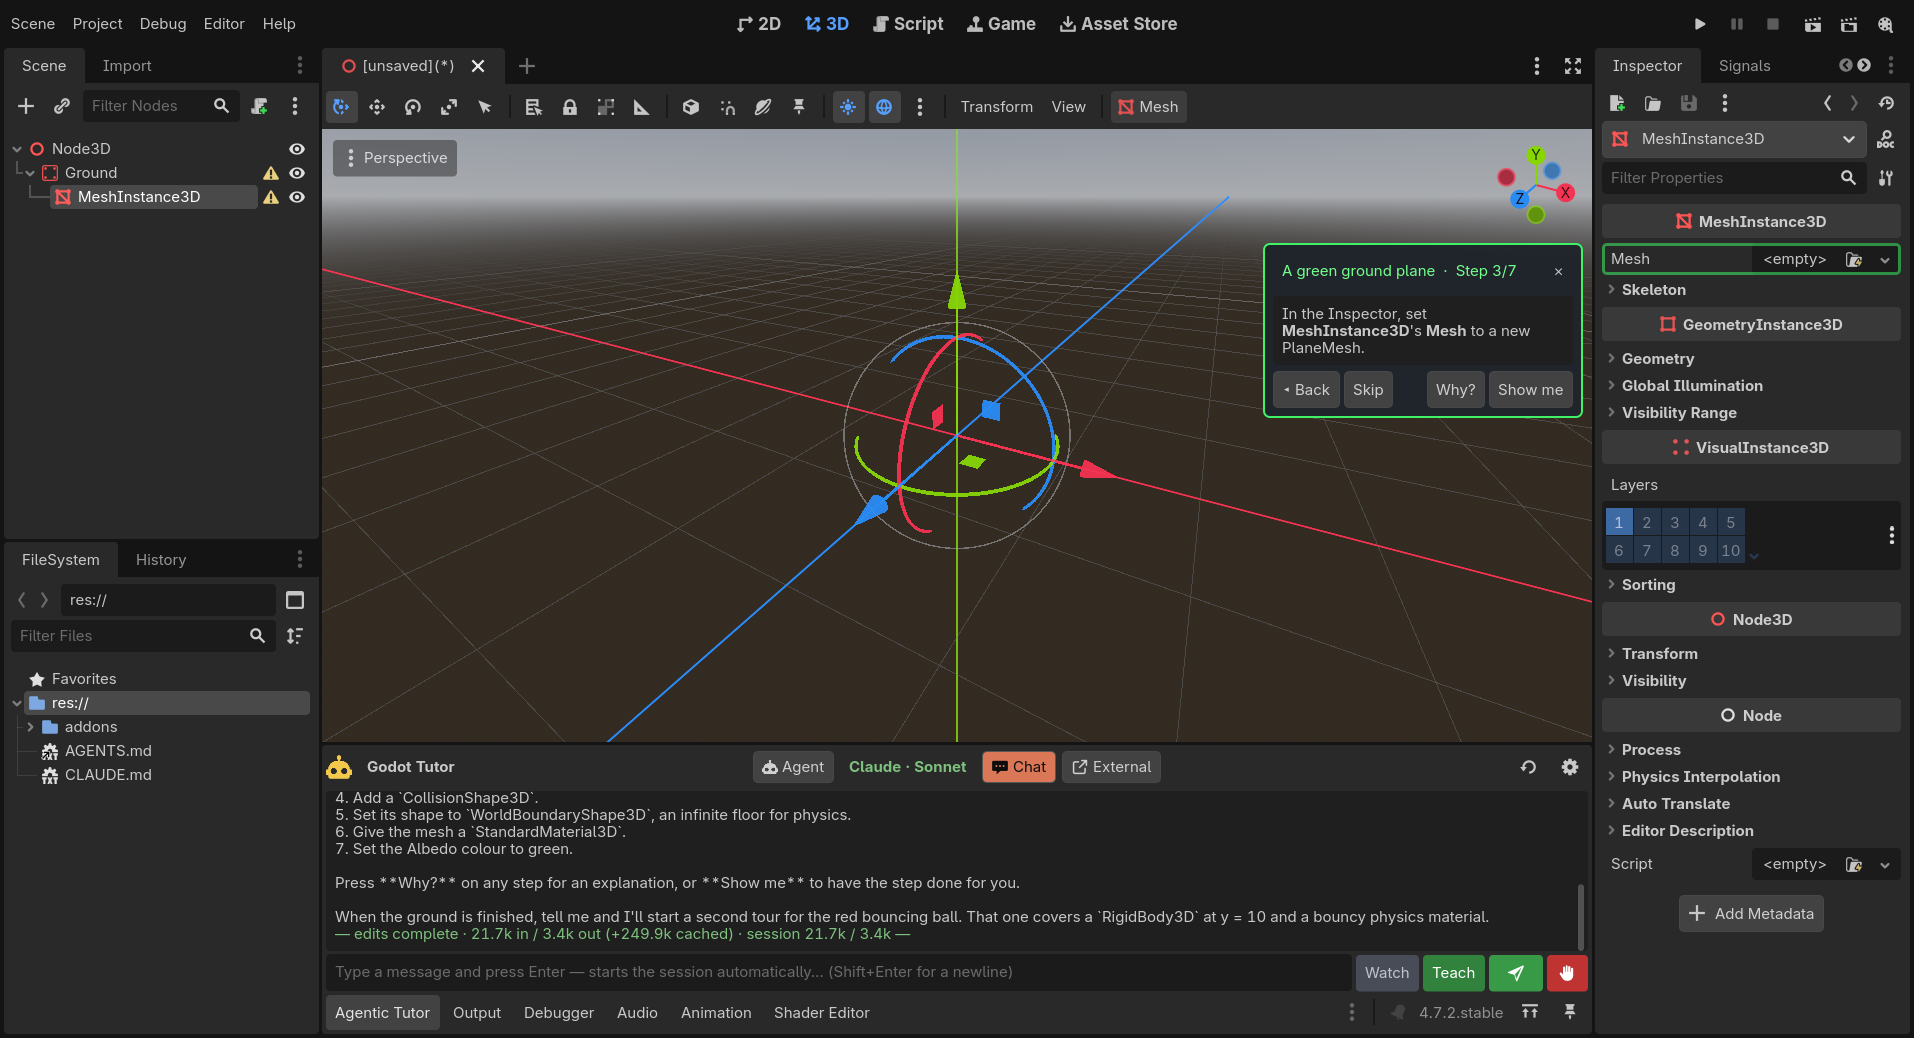 Scene Project Debug Editor Help
2D 3D Script Game Asset Store
Scene Import
Filter Nodes
Node3D
Ground
MeshInstance3D
FileSystem History
res://
Filter Files
Favorites
res://
addons
AGENTS.md
CLAUDE.md
[unsaved](*)
Transform View Mesh
Perspective
Y
X
Z
A green ground plane · Step 3/7 ×
In the Inspector, set
MeshInstance3D's Mesh to a new
PlaneMesh.
Back Skip Why? Show me
Godot Tutor Agent Claude · Sonnet Chat External
4. Add a `CollisionShape3D`.
5. Set its shape to `WorldBoundaryShape3D`, an infinite floor for physics.
6. Give the mesh a `StandardMaterial3D`.
7. Set the Albedo colour to green.
Press **Why?** on any step for an explanation, or **Show me** to have the step done for you.
When the ground is finished, tell me and I'll start a second tour for the red bouncing ball. That one covers a `RigidBody3D` at y = 10 and a bouncy physics material.
— edits complete · 21.7k in / 3.4k out (+249.9k cached) · session 21.7k / 3.4k —
Type a message and press Enter — starts the session automatically... (Shift+Enter for a newline)
Watch Teach
Agentic Tutor Output Debugger Audio Animation Shader Editor 4.7.2.stable
Inspector Signals
MeshInstance3D
Filter Properties
MeshInstance3D
Mesh <empty>
Skeleton
GeometryInstance3D
Geometry
Global Illumination
Visibility Range
VisualInstance3D
Layers
1 2 3 4 5
6 7 8 9 10
Sorting
Node3D
Transform
Visibility
Node
Process
Physics Interpolation
Auto Translate
Editor Description
Script <empty>
Add Metadata